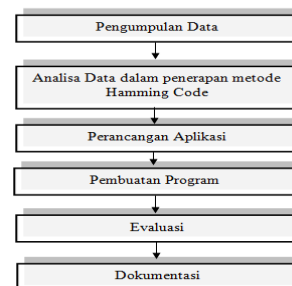 Pengumpulan Data
Analisa Data dalam penerapan metode
Hamming Code
Perancangan Aplikasi
Pembuatan Program
Evaluasi
Dokumentasi